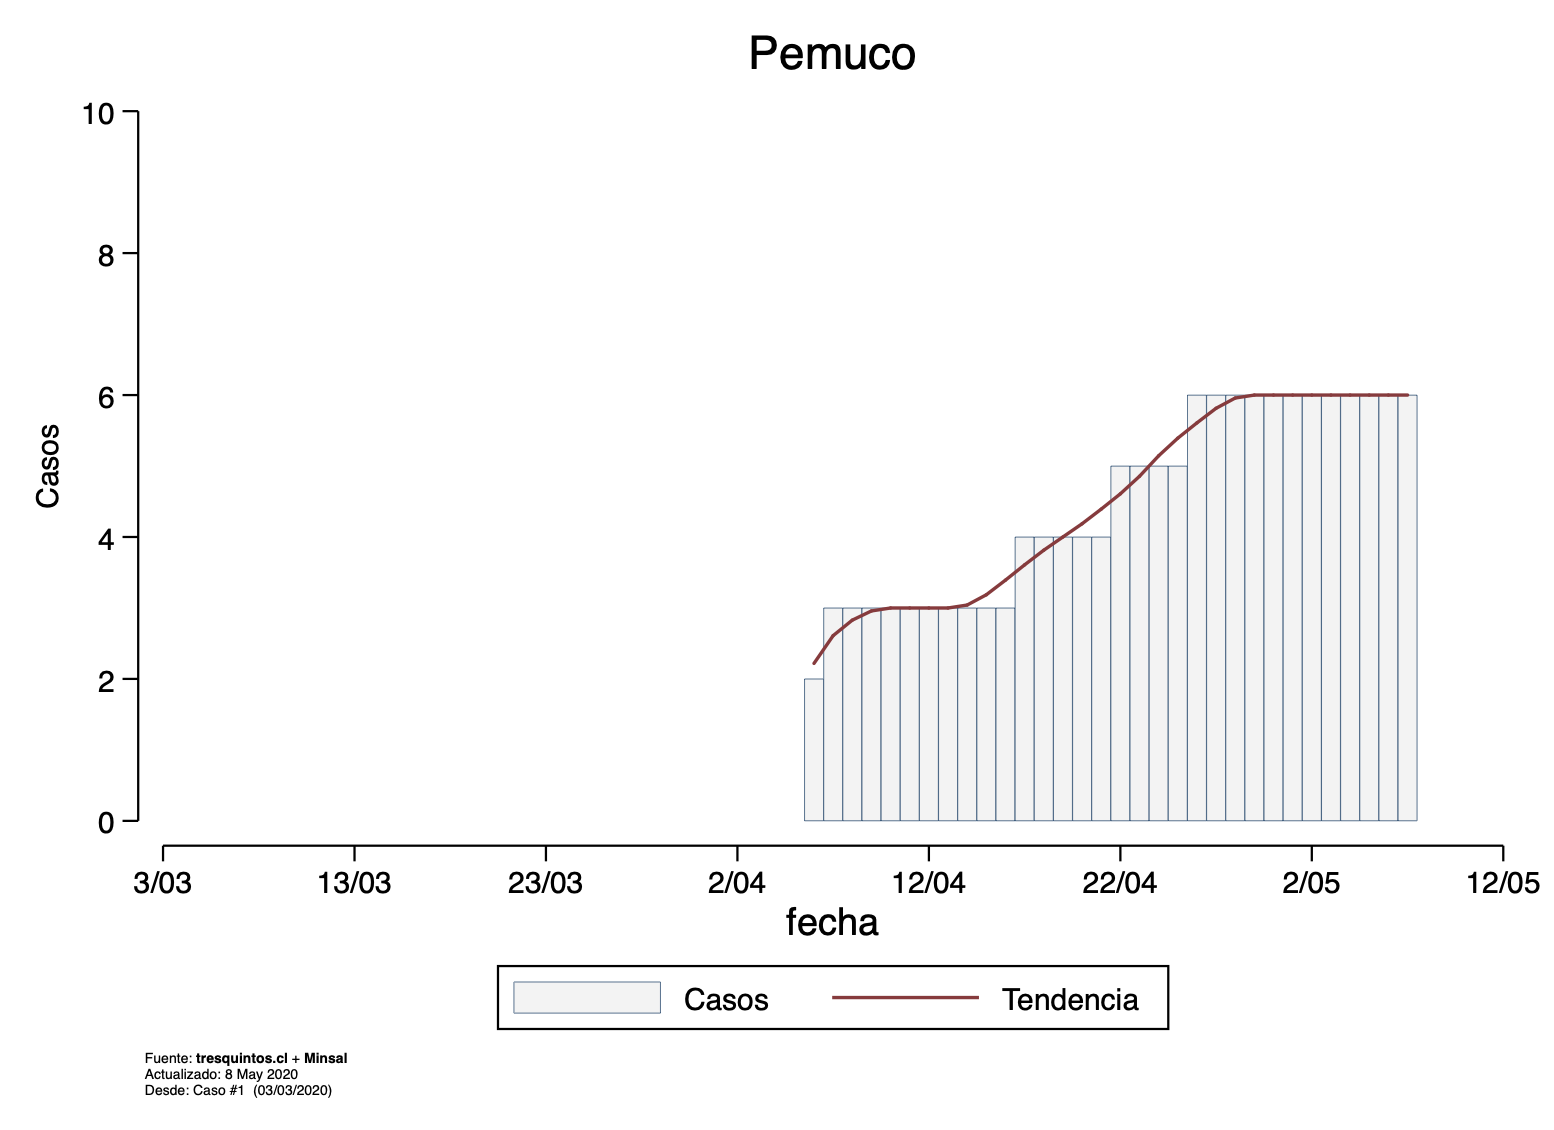 Pemuco
10
8
6
4
2
0
Casos
3/03
13/03
23/03
2/04
12/04
22/04
2/05
12/05
fecha
Casos
Tendencia
Fuente: tresquintos.cl + Minsal
Actualizado: 8 May 2020
Desde: Caso #1 (03/03/2020)